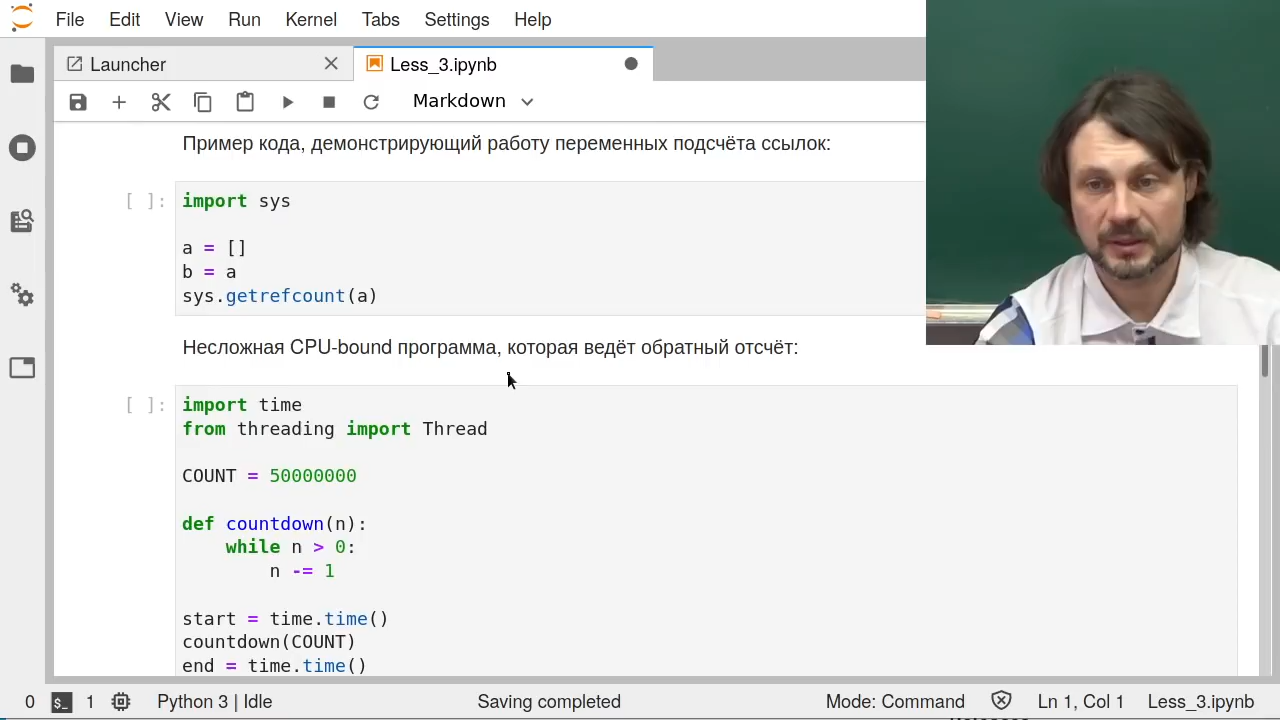 File Edit View Run Kernel Tabs Settings Help
Launcher Less_3.ipynb
Markdown
Пример кода, демонстрирующий работу переменных подсчёта ссылок:
[ ]: import sys
a = []
b = a
sys.getrefcount(a)
Несложная CPU-bound программа, которая ведёт обратный отсчёт:
[ ]: import time
from threading import Thread
COUNT = 50000000
def countdown(n):
while n > 0:
n -= 1
start = time.time()
countdown(COUNT)
end = time.time()
0 $_ 1 Python 3 | Idle Saving completed Mode: Command Ln 1, Col 1 Less_3.ipynb